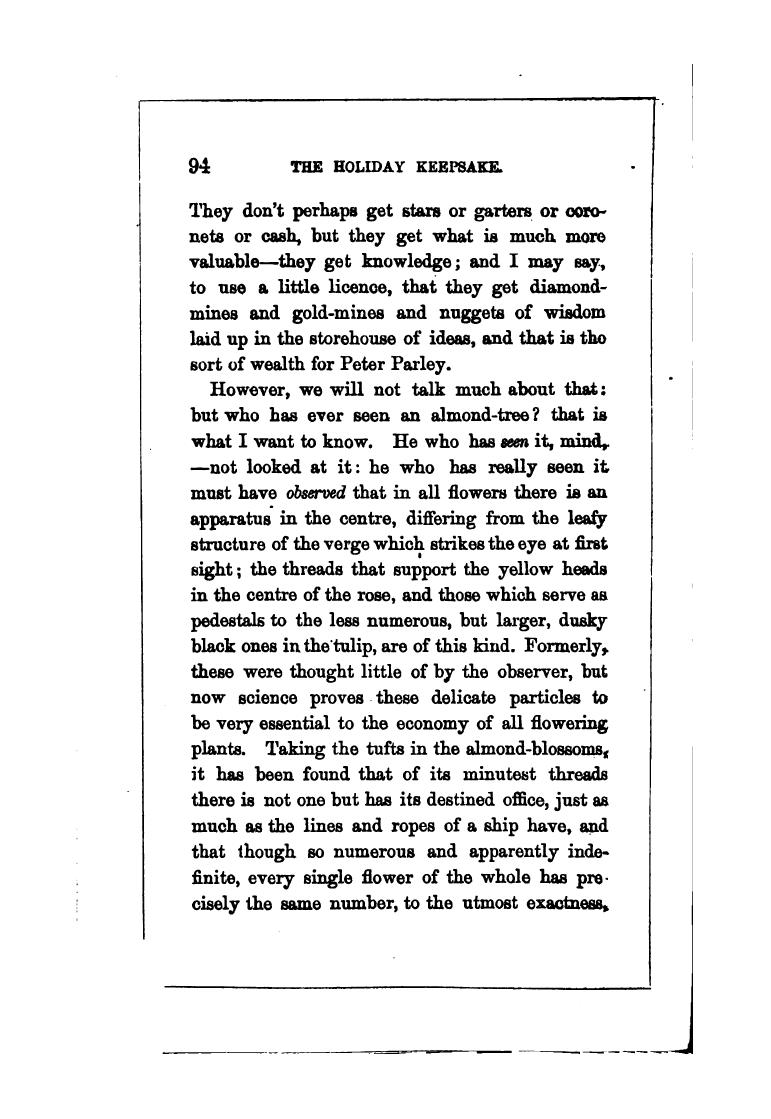 94 THE HOLIDAY KEEPSAKE.
They don't perhaps get stars or garters or coro-
nets or cash, but they get what is much more
valuable—they get knowledge; and I may say,
to use a little licence, that they get diamond-
mines and gold-mines and nuggets of wisdom
laid up in the storehouse of ideas, and that is the
sort of wealth for Peter Parley.
However, we will not talk much about that:
but who has ever seen an almond-tree? that is
what I want to know. He who has seen it, mind,
—not looked at it: he who has really seen it
must have observed that in all flowers there is an
apparatus in the centre, differing from the leafy
structure of the verge which strikes the eye at first
sight; the threads that support the yellow heads
in the centre of the rose, and those which serve as
pedestals to the less numerous, but larger, dusky
black ones in the tulip, are of this kind. Formerly,
these were thought little of by the observer, but
now science proves these delicate particles to
be very essential to the economy of all flowering
plants. Taking the tufts in the almond-blossoms,
it has been found that of its minutest threads
there is not one but has its destined office, just as
much as the lines and ropes of a ship have, and
that though so numerous and apparently inde-
finite, every single flower of the whole has pre-
cisely the same number, to the utmost exactness,